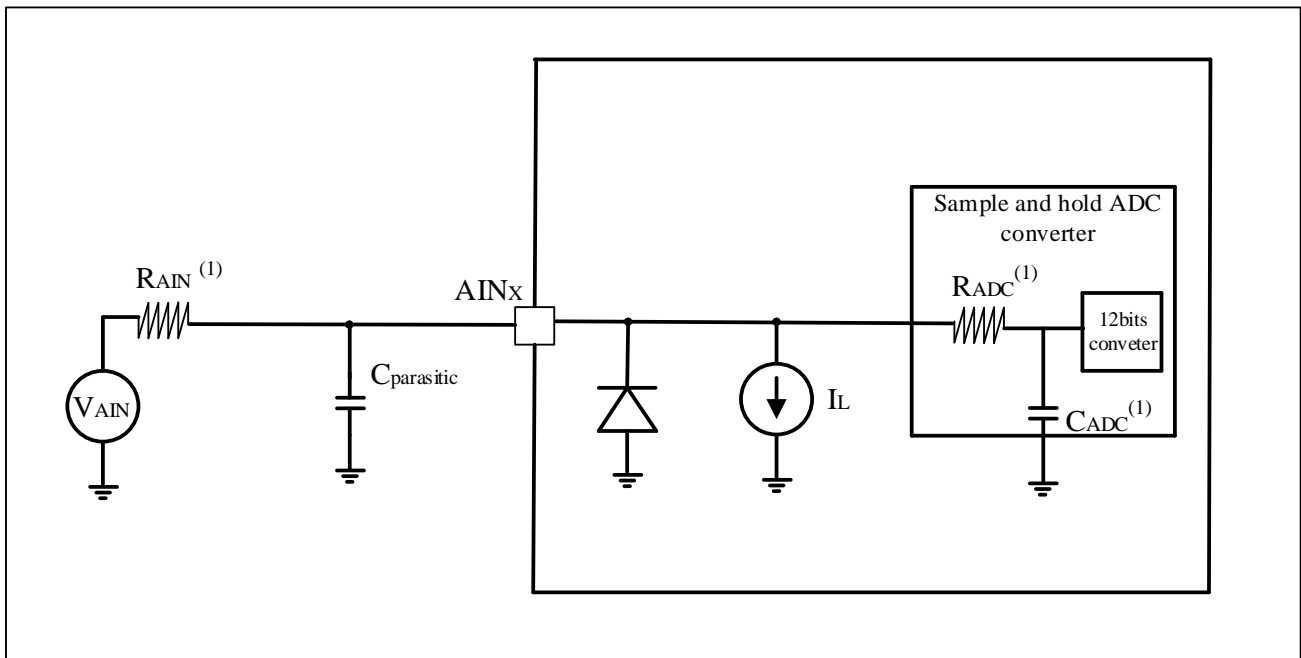 Sample and hold ADC
converter
RAIN (1)
AINx
RADC(1)
12bits
conveter
VAIN
Cparasitic
IL
CADC(1)